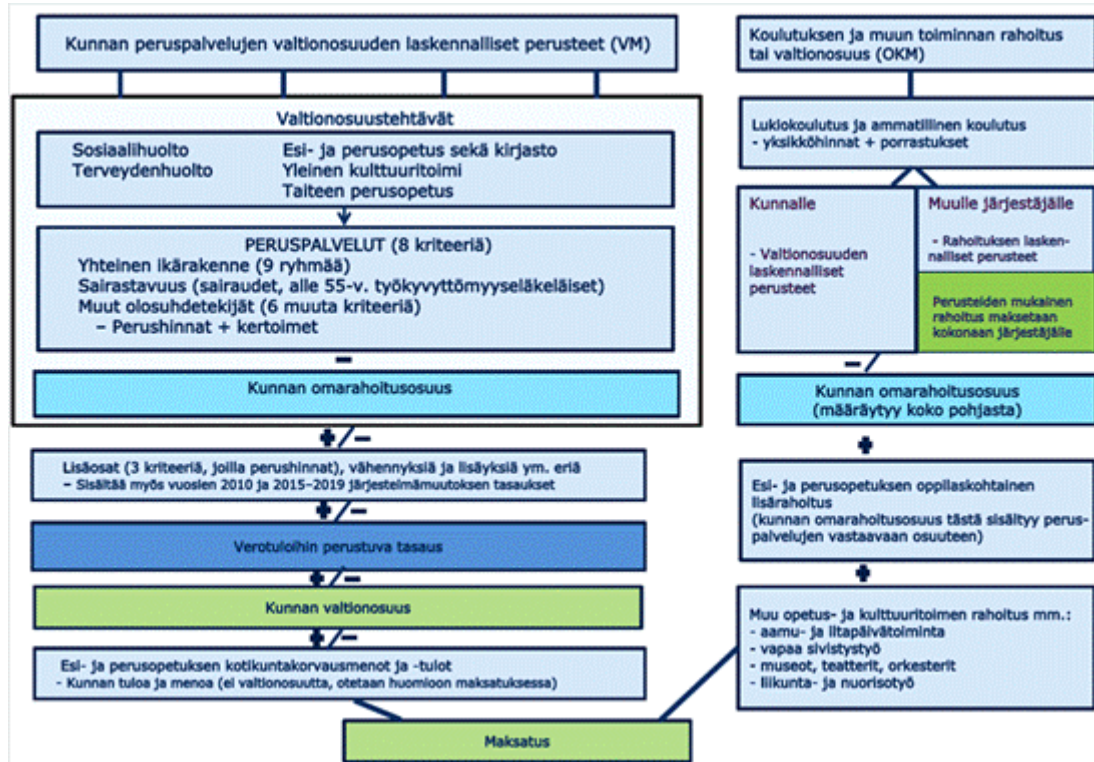 Kunnan peruspalvelujen valtionosuuden laskennalliset perusteet (VM)
Valtionosuustehtävät
Sosiaalihuolto
Terveydenhuolto
Esi- ja perusopetus sekä kirjasto
Yleinen kulttuuritoimi
Taiteen perusopetus
PERUSPALVELUT (8 kriteeriä)
Yhteinen ikärakenne (9 ryhmää)
Sairastavuus (sairaudet, alle 55-v. työkyvyttömyyseläkeläiset)
Muut olosuhdetekijät (6 muuta kriteeriä)
– Perushinnat + kertoimet
–
Kunnan omarahoitusosuus
+/–
Lisäosat (3 kriteeriä, joilla perushinnat), vähennyksiä ja lisäyksiä ym. eriä
– Sisältää myös vuosien 2010 ja 2015–2019 järjestelmämuutoksen tasaukset
+/–
Verotuloihin perustuva tasaus
+/–
Kunnan valtionosuus
+/–
Esi- ja perusopetuksen kotikuntakorvausmenot ja -tulot
- Kunnan tuloa ja menoa (ei valtionosuutta, otetaan huomioon maksatuksessa)
Koulutuksen ja muun toiminnan rahoitus
tai valtionosuus (OKM)
Lukiokoulutus ja ammatillinen koulutus
- yksikköhinnat + porrastukset
Kunnalle
- Valtionosuuden
laskennalliset
perusteet
Muulle järjestäjälle
- Rahoituksen lasken-
nalliset perusteet
Perusteiden mukainen
rahoitus maksetaan
kokonaan järjestäjälle
–/
Kunnan omarahoitusosuus
(määräytyy koko pohjasta)
+
Esi- ja perusopetuksen oppilaskohtainen
lisärahoitus
(kunnan omarahoitusosuus tästä sisältyy perus-
palvelujen vastaavaan osuuteen)
+
Muu opetus- ja kulttuuritoimen rahoitus mm.:
- aamu- ja iltapäivätoiminta
- vapaa sivistystyö
- museot, teatterit, orkesterit
- liikunta- ja nuorisotyö
Maksatus